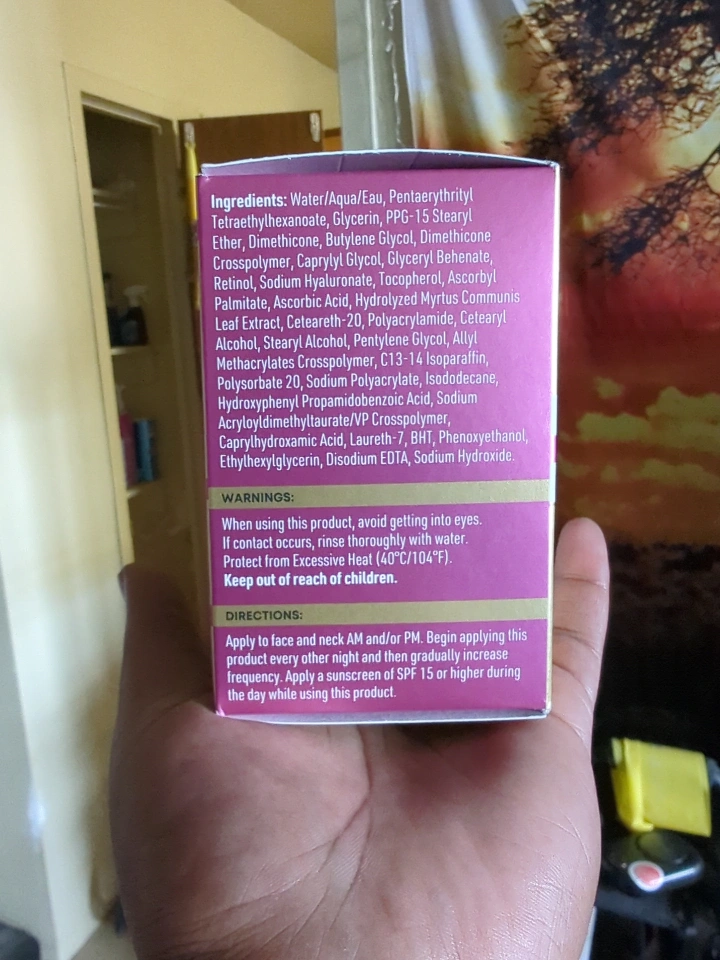 Ingredients: Water/Aqua/Eau, Pentaerythrityl
Tetraethylhexanoate, Glycerin, PPG-15 Stearyl
Ether, Dimethicone, Butylene Glycol, Dimethicone
Crosspolymer, Caprylyl Glycol, Glyceryl Behenate,
Retinol, Sodium Hyaluronate, Tocopherol, Ascorbyl
Palmitate, Ascorbic Acid, Hydrolyzed Myrtus Communis
Leaf Extract, Ceteareth-20, Polyacrylamide, Cetearyl
Alcohol, Stearyl Alcohol, Pentylene Glycol, Allyl
Methacrylates Crosspolymer, C13-14 Isoparaffin,
Polysorbate 20, Sodium Polyacrylate, Isododecane,
Hydroxyphenyl Propamidobenzoic Acid, Sodium
Acryloyldimethyltaurate/VP Crosspolymer,
Caprylhydroxamic Acid, Laureth-7, BHT, Phenoxyethanol,
Ethylhexylglycerin, Disodium EDTA, Sodium Hydroxide.
WARNINGS:
When using this product, avoid getting into eyes.
If contact occurs, rinse thoroughly with water.
Protect from Excessive Heat (40°C/104°F).
Keep out of reach of children.
DIRECTIONS:
Apply to face and neck AM and/or PM. Begin applying this
product every other night and then gradually increase
frequency. Apply a sunscreen of SPF 15 or higher during
the day while using this product.